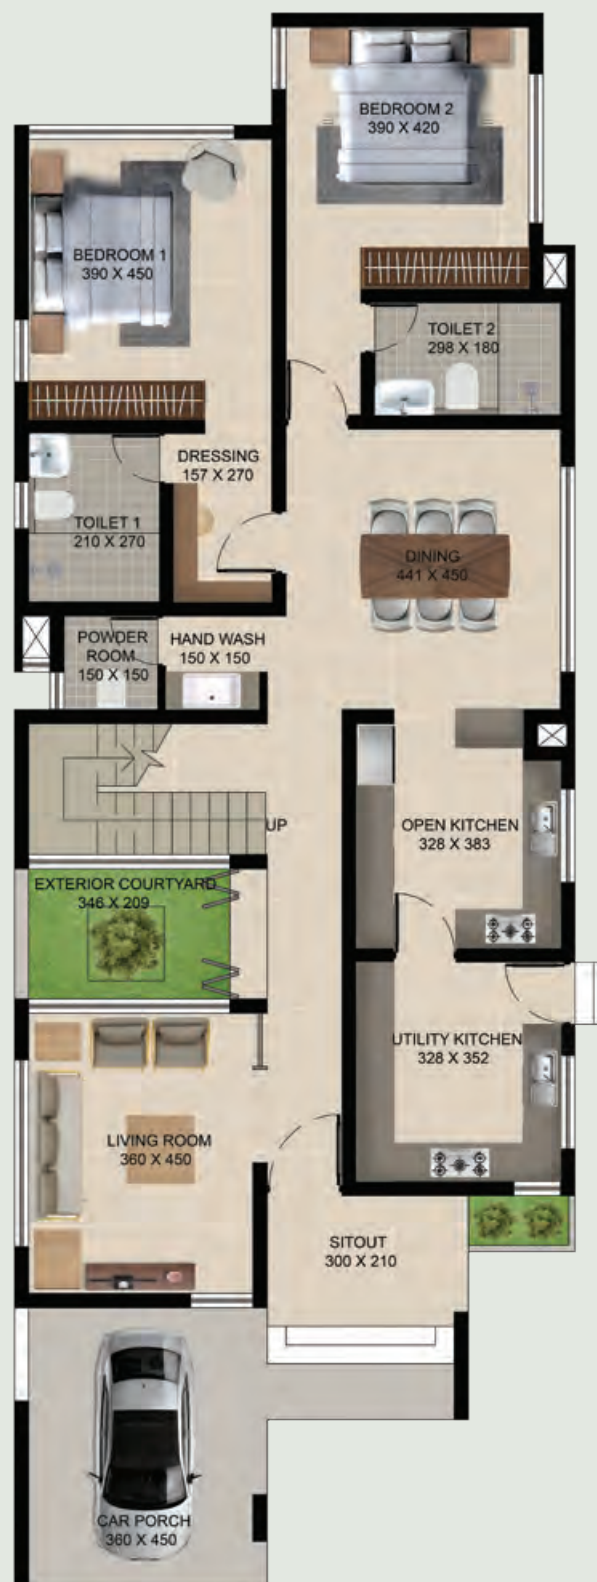 BEDROOM 2
390 X 420
BEDROOM 1
390 X 450
TOILET 2
298 X 180
DRESSING
157 X 270
TOILET 1
210 X 270
DINING
441 X 450
POWDER
ROOM
150 X 150
HAND WASH
150 X 150
UP
OPEN KITCHEN
328 X 383
EXTERIOR COURTYARD
346 X 209
UTILITY KITCHEN
328 X 352
LIVING ROOM
360 X 450
SITOUT
300 X 210
CAR PORCH
360 X 450